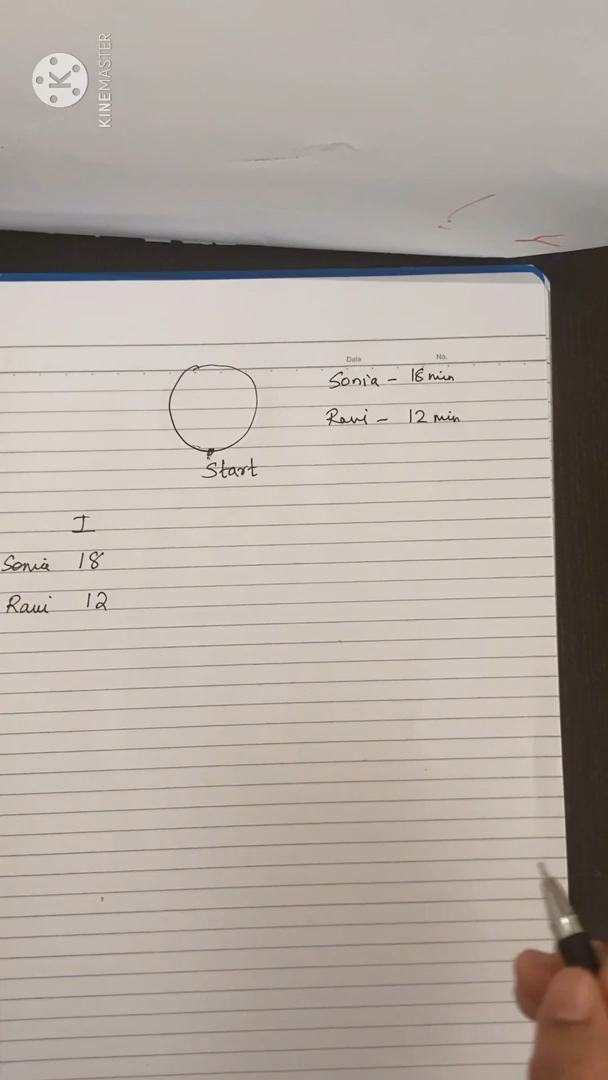 KINEMASTER
Date No.
Sonia - 18 min
Ravi - 12 min
Start
I
Sonia 18
Ravi 12